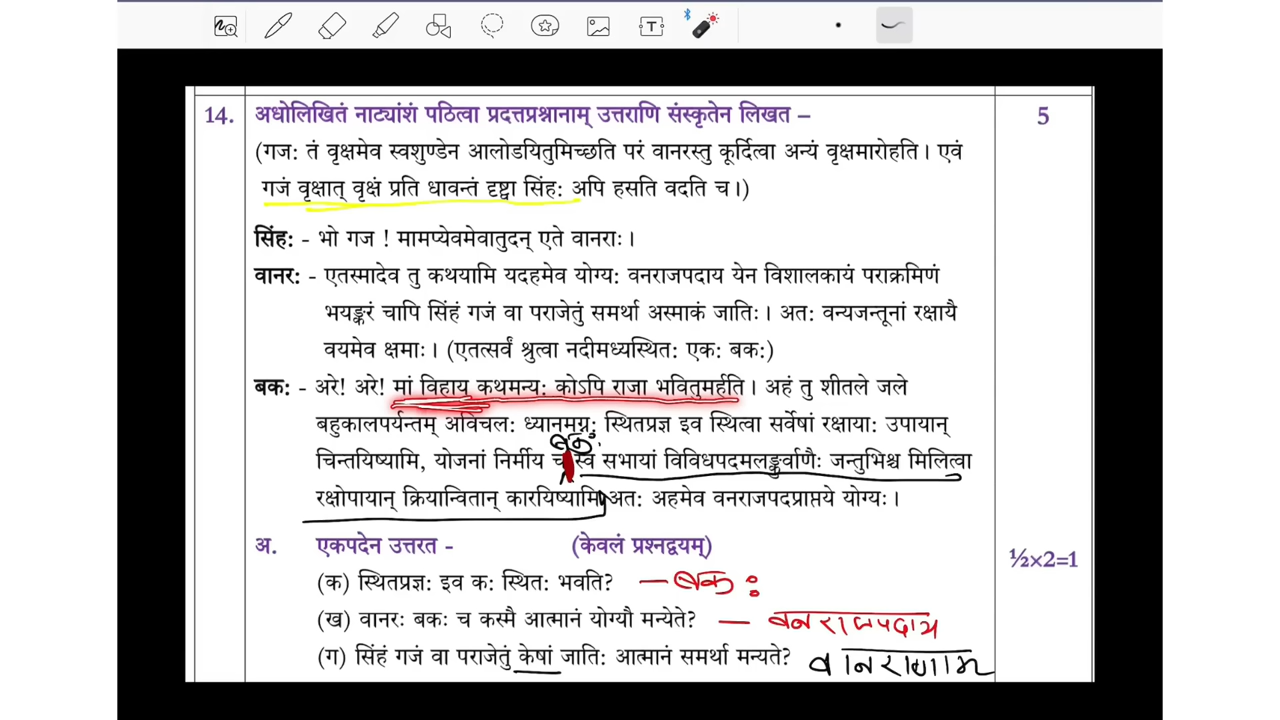 14. अधोलिखितं नाट्यांशं पठित्वा प्रदत्तप्रश्नानाम् उत्तराणि संस्कृतेन लिखत – 5
(गजः तं वृक्षमेव स्वशुण्डेन आलोडयितुमिच्छति परं वानरस्तु कूर्दित्वा अन्यं वृक्षमारोहति। एवं
गजं वृक्षात् वृक्षं प्रति धावन्तं दृष्ट्वा सिंहः अपि हसति वदति च।)
सिंहः - भो गज ! मामप्येवमेवातुदन् एते वानराः।
वानरः - एतस्मादेव तु कथयामि यदहमेव योग्यः वनराजपदाय येन विशालकायं पराक्रमिणं
भयङ्करं चापि सिंहं गजं वा पराजेतुं समर्था अस्माकं जातिः। अतः वन्यजन्तूनां रक्षायै
वयमेव क्षमाः। (एतत्सर्वं श्रुत्वा नदीमध्यस्थितः एकः बकः)
बकः - अरे! अरे! मां विहाय कथमन्यः कोऽपि राजा भवितुमर्हति। अहं तु शीतले जले
बहुकालपर्यन्तम् अविचलः ध्यानमग्नः स्थितप्रज्ञ इव स्थित्वा सर्वेषां रक्षायाः उपायान्
बकः
चिन्तयिष्यामि, योजनां निर्मीय च स्व सभायां विविधपदमलङ्कुर्वाणैः जन्तुभिश्च मिलित्वा
रक्षोपायान् क्रियान्वितान् कारयिष्यामि अतः अहमेव वनराजपदप्राप्तये योग्यः।
अ. एकपदेन उत्तरत - (केवलं प्रश्नद्वयम्) ½×2=1
(क) स्थितप्रज्ञः इव कः स्थितः भवति? — बकः
(ख) वानरः बकः च कस्मै आत्मानं योग्यौ मन्येते? — वनराजपदाय
(ग) सिंहं गजं वा पराजेतुं केषां जातिः आत्मानं समर्था मन्यते? वानराणाम्